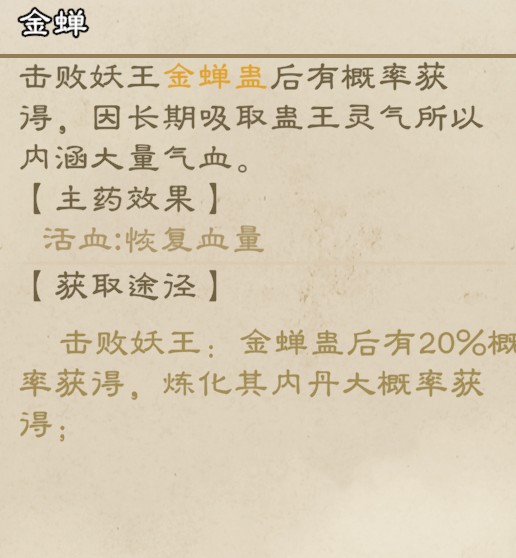 金蝉
击败妖王金蝉蛊后有概率获
得，因长期吸取蛊王灵气所以
内涵大量气血。
【主药效果】
活血:恢复血量
【获取途径】
击败妖王：金蝉蛊后有20%概
率获得，炼化其内丹大概率获
得；